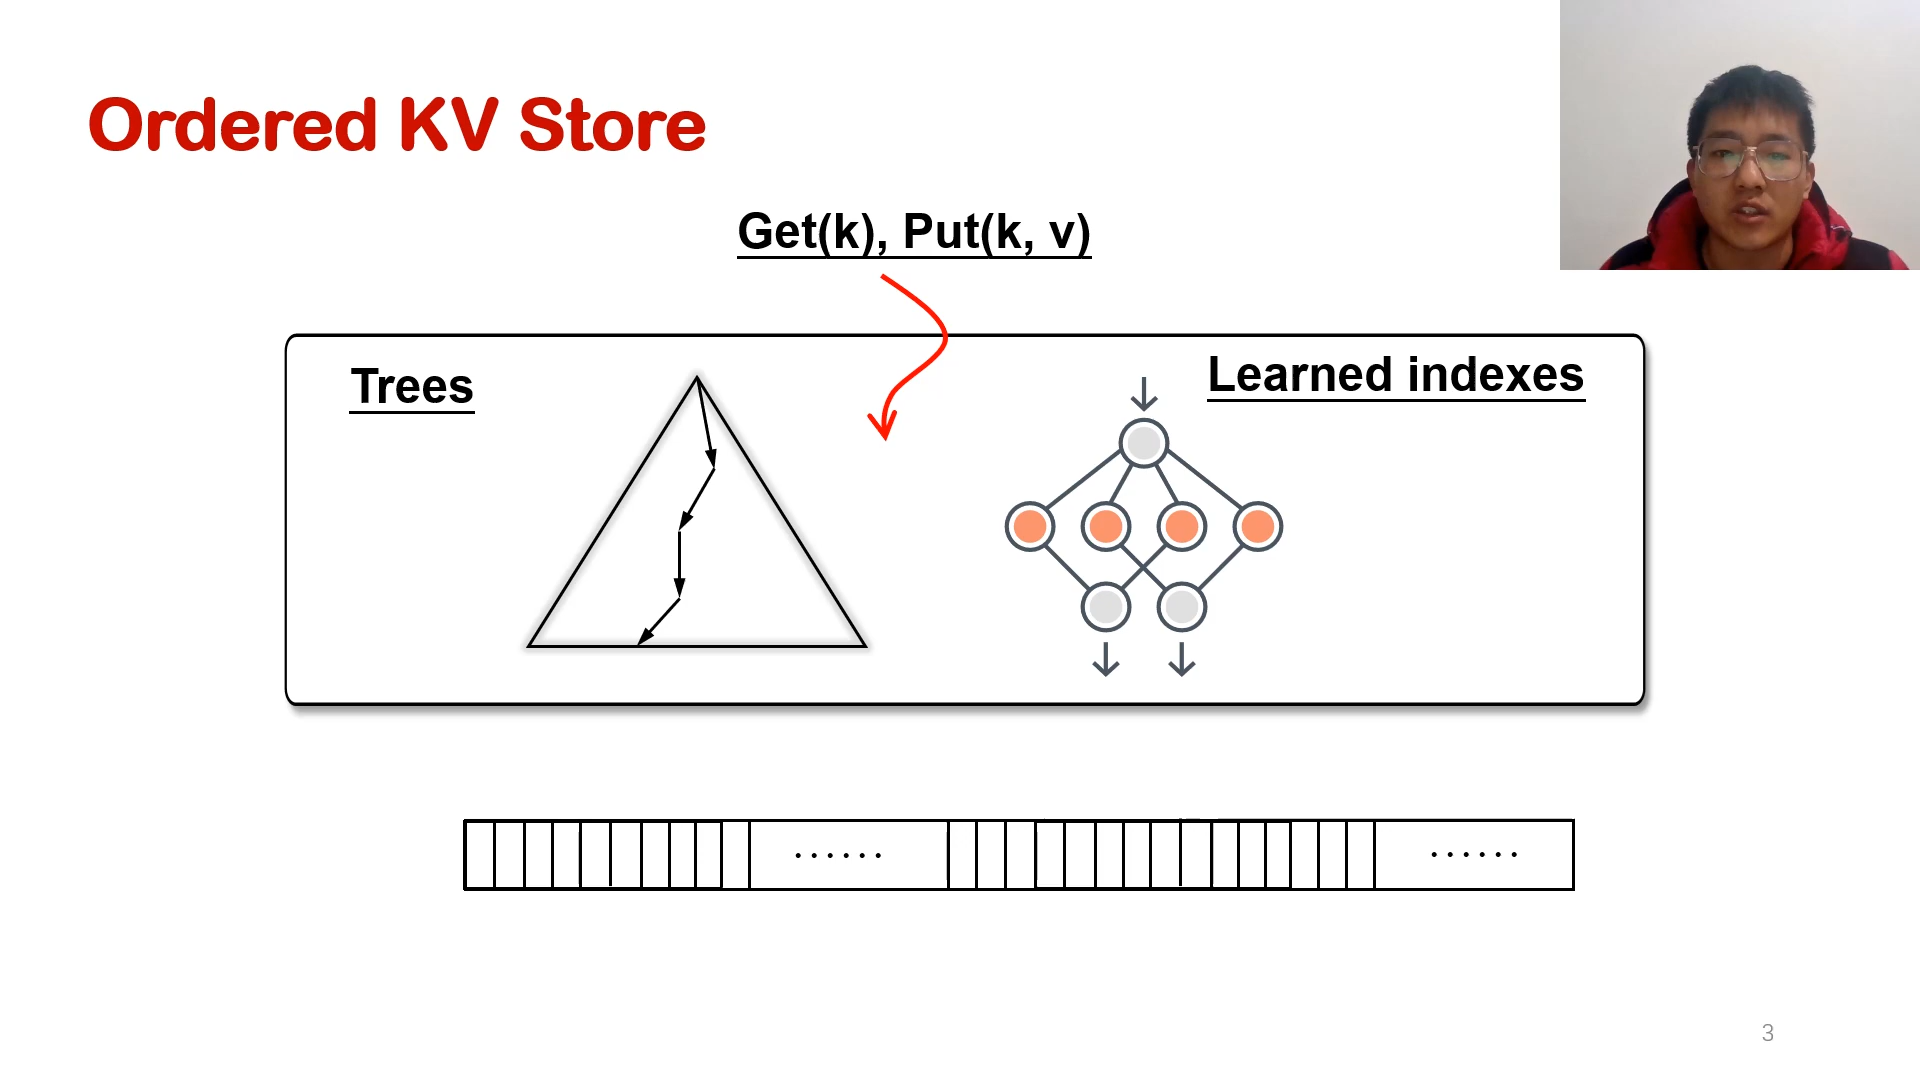 Ordered KV Store
Get(k), Put(k, v)
Trees
Learned indexes
......
......
3